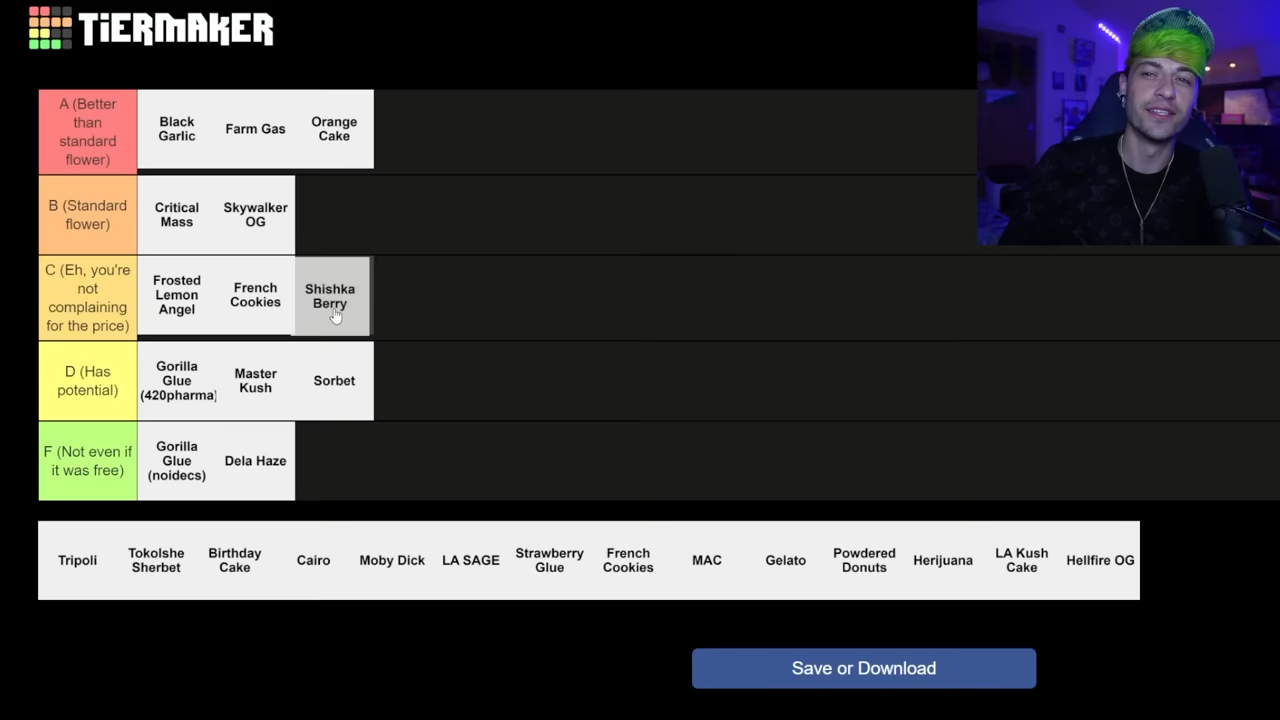 TiERMAKER
A (Better
than
standard
flower)
Black
Garlic
Farm Gas
Orange
Cake
B (Standard
flower)
Critical
Mass
Skywalker
OG
C (Eh, you're
not
complaining
for the price)
Frosted
Lemon
Angel
French
Cookies
Shishka
Berry
D (Has
potential)
Gorilla
Glue
(420pharma)
Master
Kush
Sorbet
F (Not even if
it was free)
Gorilla
Glue
(noidecs)
Dela Haze
Tripoli
Tokolshe
Sherbet
Birthday
Cake
Cairo
Moby Dick
LA SAGE
Strawberry
Glue
French
Cookies
MAC
Gelato
Powdered
Donuts
Herijuana
LA Kush
Cake
Hellfire OG
Save or Download